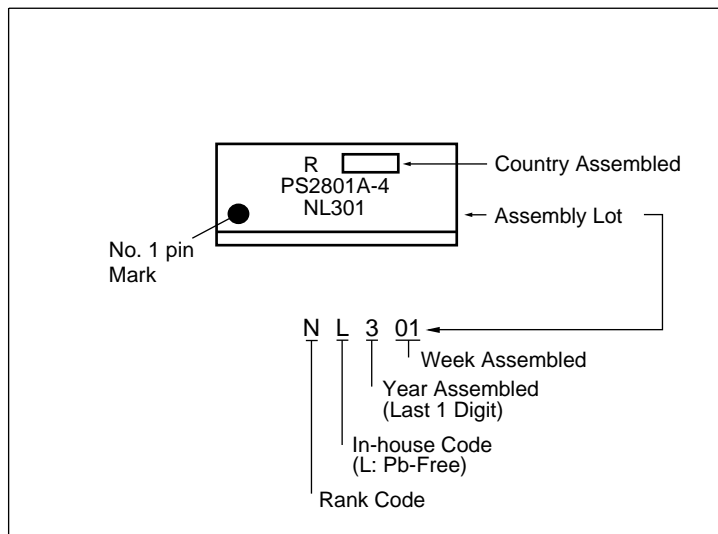 R
Country Assembled
PS2801A-4
NL301
Assembly Lot
No. 1 pin
Mark
N L 3 01
Week Assembled
Year Assembled
(Last 1 Digit)
In-house Code
(L: Pb-Free)
Rank Code